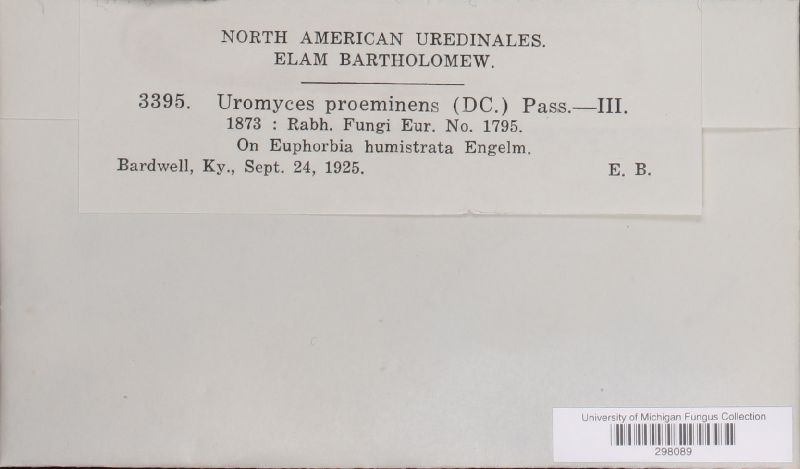 NORTH AMERICAN UREDINALES.
ELAM BARTHOLOMEW.
3395. Uromyces proeminens (DC.) Pass.—III.
1873 : Rabh. Fungi Eur. No. 1795.
On Euphorbia humistrata Engelm.
Bardwell, Ky., Sept. 24, 1925. E. B.
University of Michigan Fungus Collection
298089